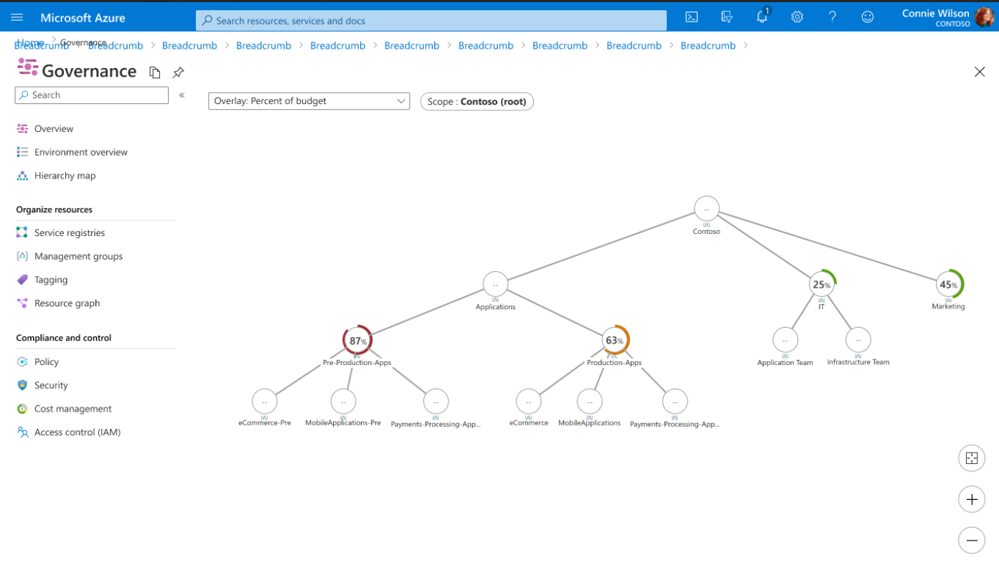 Microsoft Azure
Search resources, services and docs
1
Connie Wilson
CONTOSO
Home > Governance
Breadcrumb > Breadcrumb > Breadcrumb > Breadcrumb > Breadcrumb > Breadcrumb > Breadcrumb > Breadcrumb > Breadcrumb > Breadcrumb >
Governance
Search
«
Overlay: Percent of budget
Scope : Contoso (root)
Overview
Environment overview
Hierarchy map
Organize resources
Service registries
Management groups
Tagging
Resource graph
Compliance and control
Policy
Security
Cost management
Access control (IAM)
--
Contoso
--
Applications
25%
IT
45%
Marketing
87%
Pre-Production-Apps
63%
Production-Apps
--
Application Team
--
Infrastructure Team
--
eCommerce-Pre
--
MobileApplications-Pre
--
Payments-Processing-App...
--
eCommerce
--
MobileApplications
--
Payments-Processing-App...